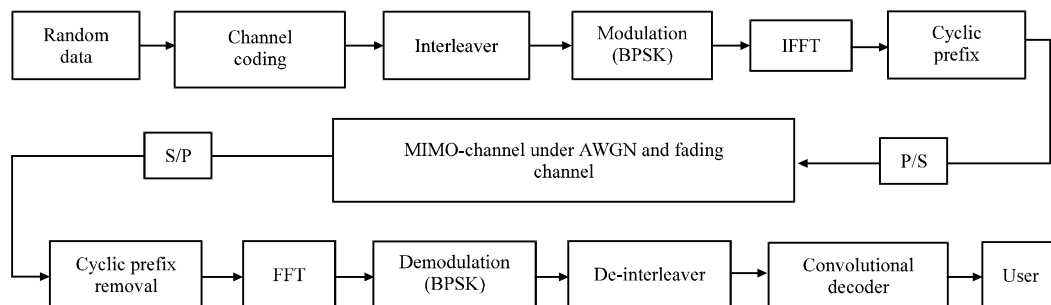 Random
data
Channel
coding
Interleaver
Modulation
(BPSK)
IFFT
Cyclic
prefix
S/P
MIMO-channel under AWGN and fading
channel
P/S
Cyclic prefix
removal
FFT
Demodulation
(BPSK)
De-interleaver
Convolutional
decoder
User